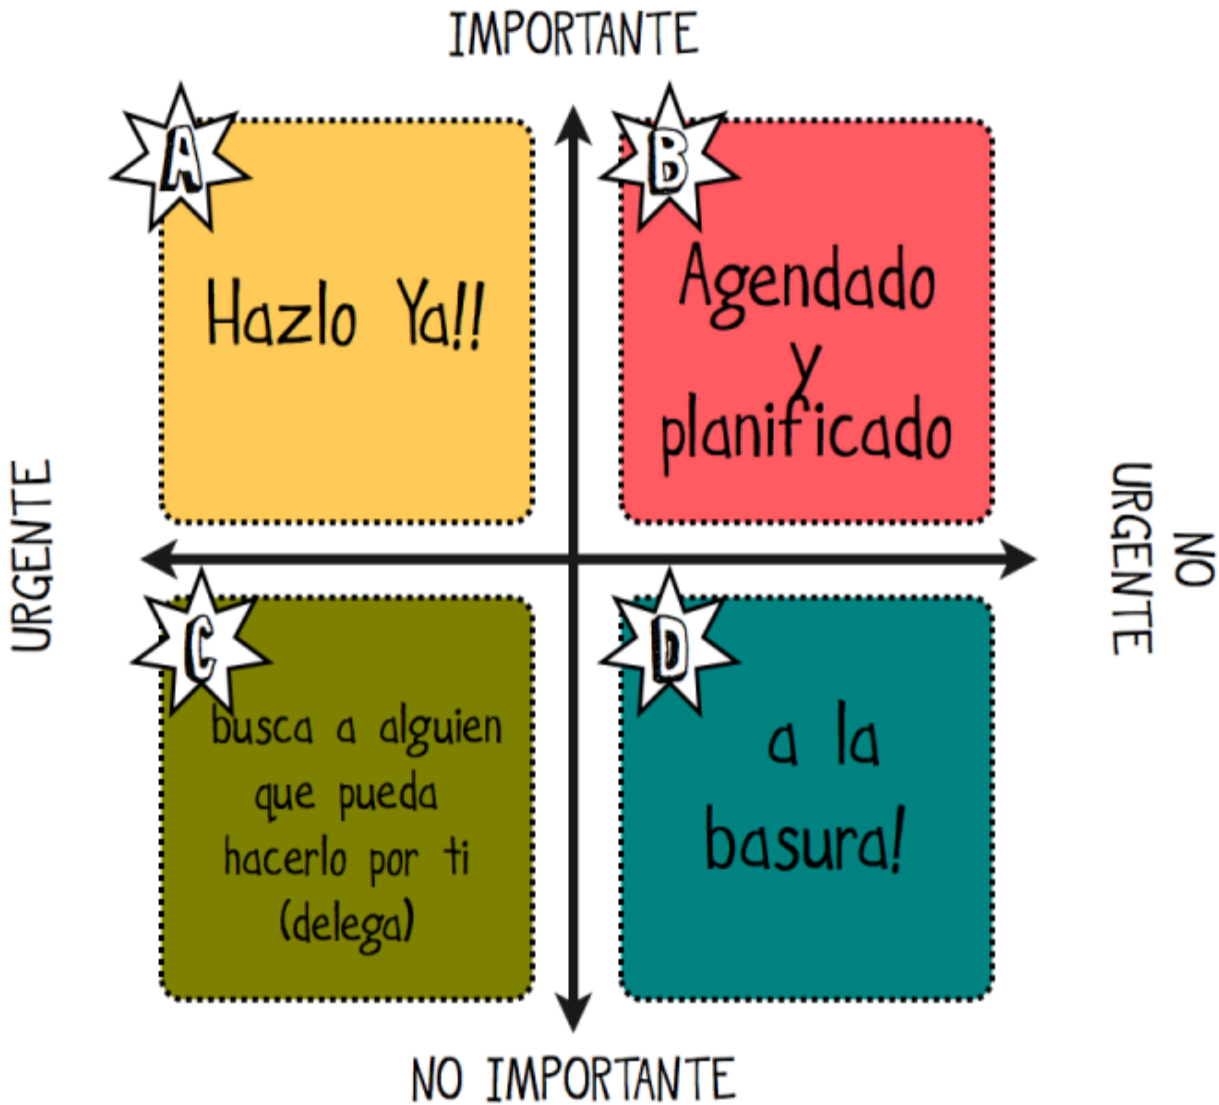 IMPORTANTE
A
Hazlo Ya!!
B
Agendado
y
planificado
URGENTE
NO
URGENTE
C
busca a alguien
que pueda
hacerlo por ti
(delega)
D
a la
basura!
NO IMPORTANTE